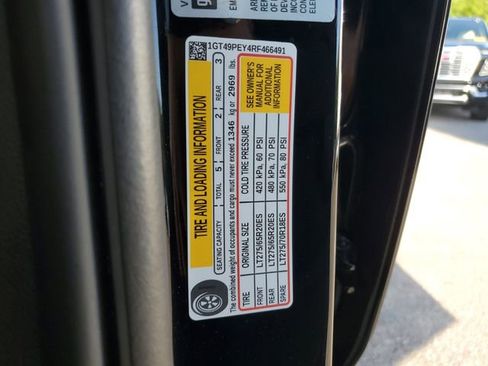 1GT49PEY4RF466491
TIRE AND LOADING INFORMATION
SEATING CAPACITY TOTAL 5 FRONT 2 REAR 3
The combined weight of occupants and cargo must never exceed 1346 kg or 2969 lbs.
TIRE ORIGINAL SIZE COLD TIRE PRESSURE
FRONT LT275/65R20ES 420 kPa, 60 PSI
REAR LT275/65R20ES 480 kPa, 70 PSI
SPARE LT275/70R18ES 550 kPa, 80 PSI
SEE OWNER'S
MANUAL FOR
ADDITIONAL
INFORMATION